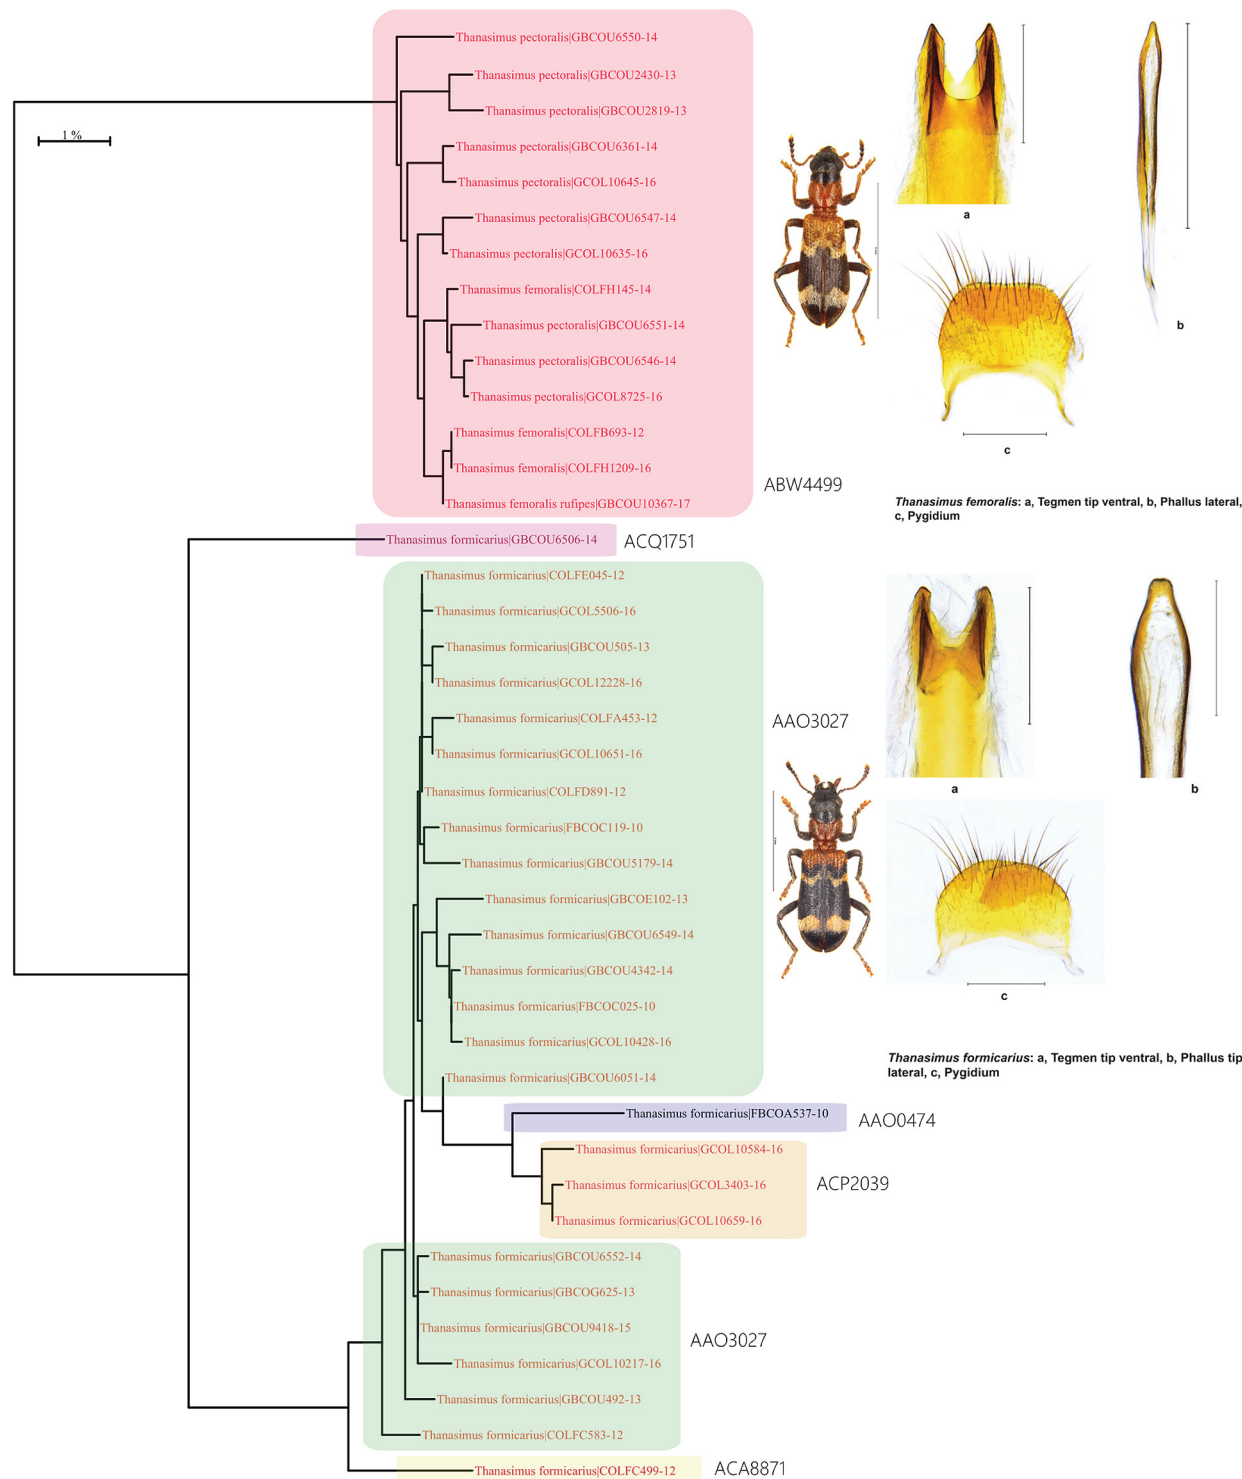 Thanasimus pectoralis|GBCOU6550-14
Thanasimus pectoralis|GBCOU2430-13
Thanasimus pectoralis|GBCOU2819-13
1 %
Thanasimus pectoralis|GBCOU6361-14
Thanasimus pectoralis|GCOL10645-16
a
Thanasimus pectoralis|GBCOU6547-14
Thanasimus pectoralis|GCOL10635-16
Thanasimus femoralis|COLFH145-14
Thanasimus pectoralis|GBCOU6551-14
b
Thanasimus pectoralis|GBCOU6546-14
Thanasimus pectoralis|GCOL8725-16
Thanasimus femoralis|COLFB693-12
c
Thanasimus femoralis|COLFH1209-16
ABW4499
Thanasimus femoralis rufipes|GBCOU10367-17
Thanasimus femoralis: a, Tegmen tip ventral, b, Phallus lateral,
c, Pygidium
Thanasimus formicarius|GBCOU6506-14
ACQ1751
Thanasimus formicarius|COLFE045-12
Thanasimus formicarius|GCOL5506-16
Thanasimus formicarius|GBCOU505-13
Thanasimus formicarius|GCOL12228-16
Thanasimus formicarius|COLFA453-12
AAO3027
Thanasimus formicarius|GCOL10651-16
Thanasimus formicarius|COLFD891-12
a
b
Thanasimus formicarius|FBCOC119-10
Thanasimus formicarius|GBCOU5179-14
Thanasimus formicarius|GBCOE102-13
Thanasimus formicarius|GBCOU6549-14
Thanasimus formicarius|GBCOU4342-14
c
Thanasimus formicarius|FBCOC025-10
Thanasimus formicarius|GCOL10428-16
Thanasimus formicarius: a, Tegmen tip ventral, b, Phallus tip
lateral, c, Pygidium
Thanasimus formicarius|GBCOU6051-14
Thanasimus formicarius|FBCOA537-10
AAO0474
Thanasimus formicarius|GCOL10584-16
Thanasimus formicarius|GCOL3403-16
ACP2039
Thanasimus formicarius|GCOL10659-16
Thanasimus formicarius|GBCOU6552-14
Thanasimus formicarius|GBCOG625-13
Thanasimus formicarius|GBCOU9418-15
AAO3027
Thanasimus formicarius|GCOL10217-16
Thanasimus formicarius|GBCOU492-13
Thanasimus formicarius|COLFC583-12
Thanasimus formicarius|COLFC499-12
ACA8871